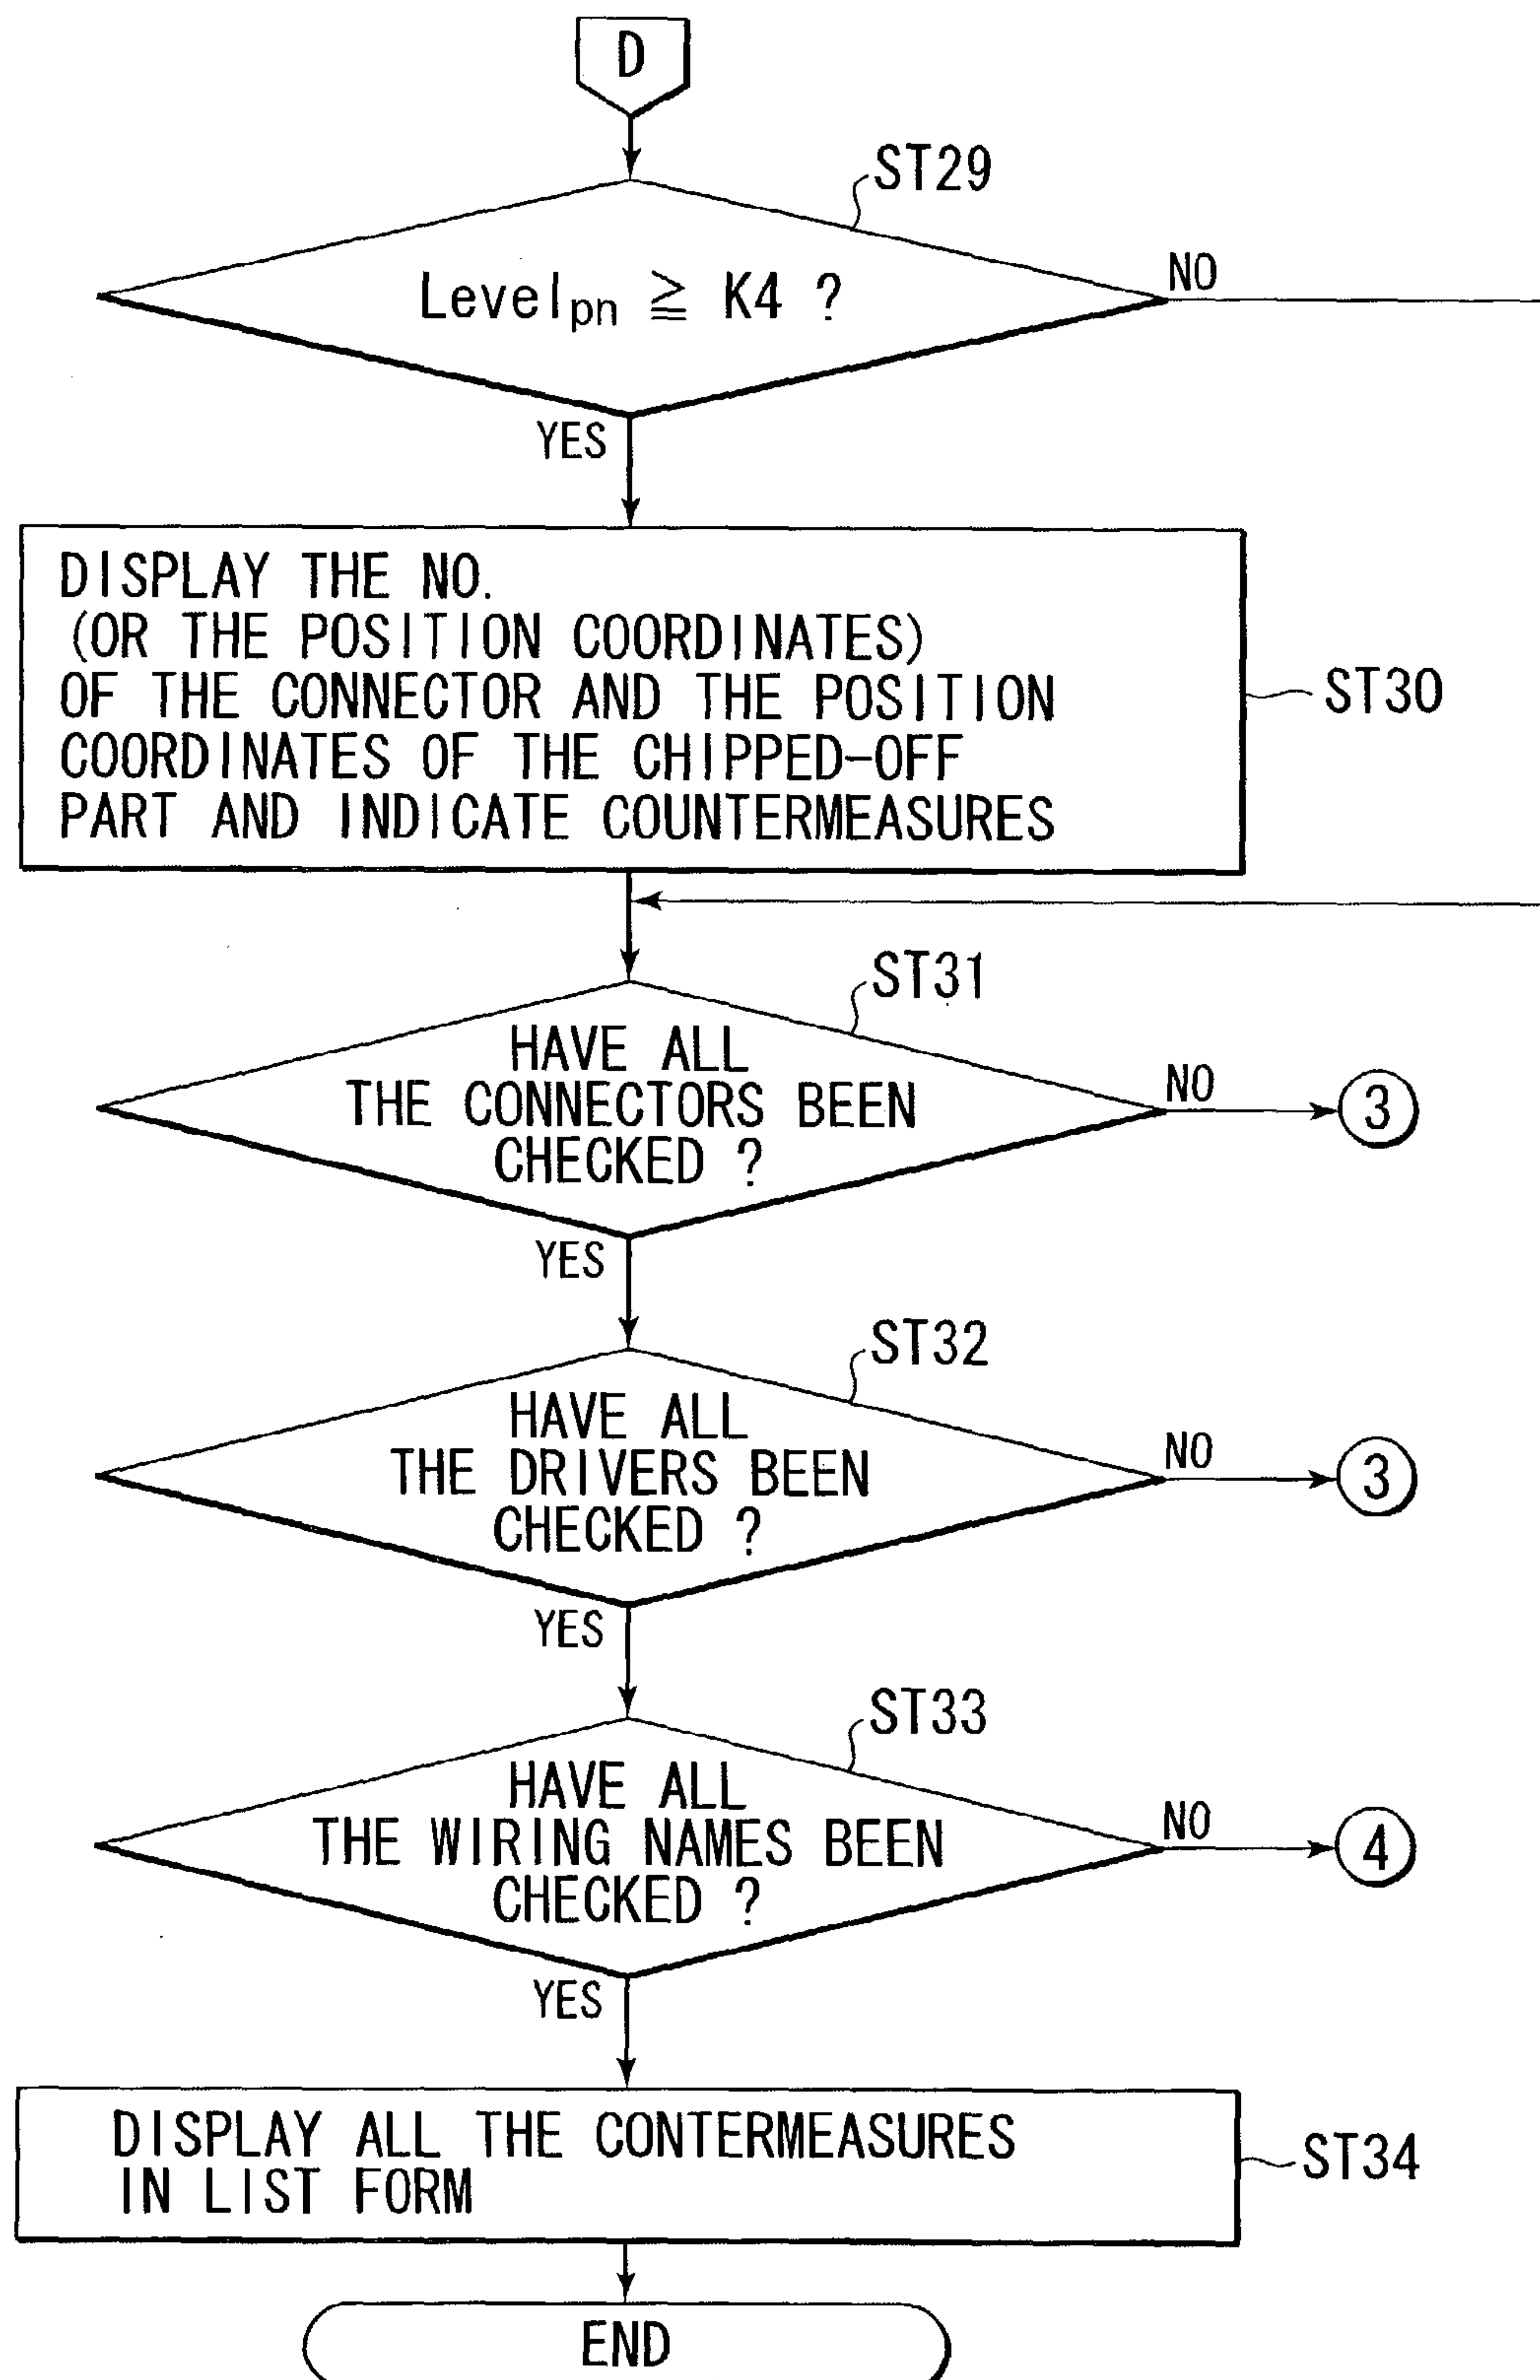 D
ST29
Level pn ≧ K4 ?
NO
YES
DISPLAY THE NO.
(OR THE POSITION COORDINATES)
OF THE CONNECTOR AND THE POSITION
COORDINATES OF THE CHIPPED-OFF
PART AND INDICATE COUNTERMEASURES
ST30
ST31
HAVE ALL
THE CONNECTORS BEEN
CHECKED ?
NO
3
YES
ST32
HAVE ALL
THE DRIVERS BEEN
CHECKED ?
NO
3
YES
ST33
HAVE ALL
THE WIRING NAMES BEEN
CHECKED ?
NO
4
YES
DISPLAY ALL THE CONTERMEASURES
IN LIST FORM
ST34
END